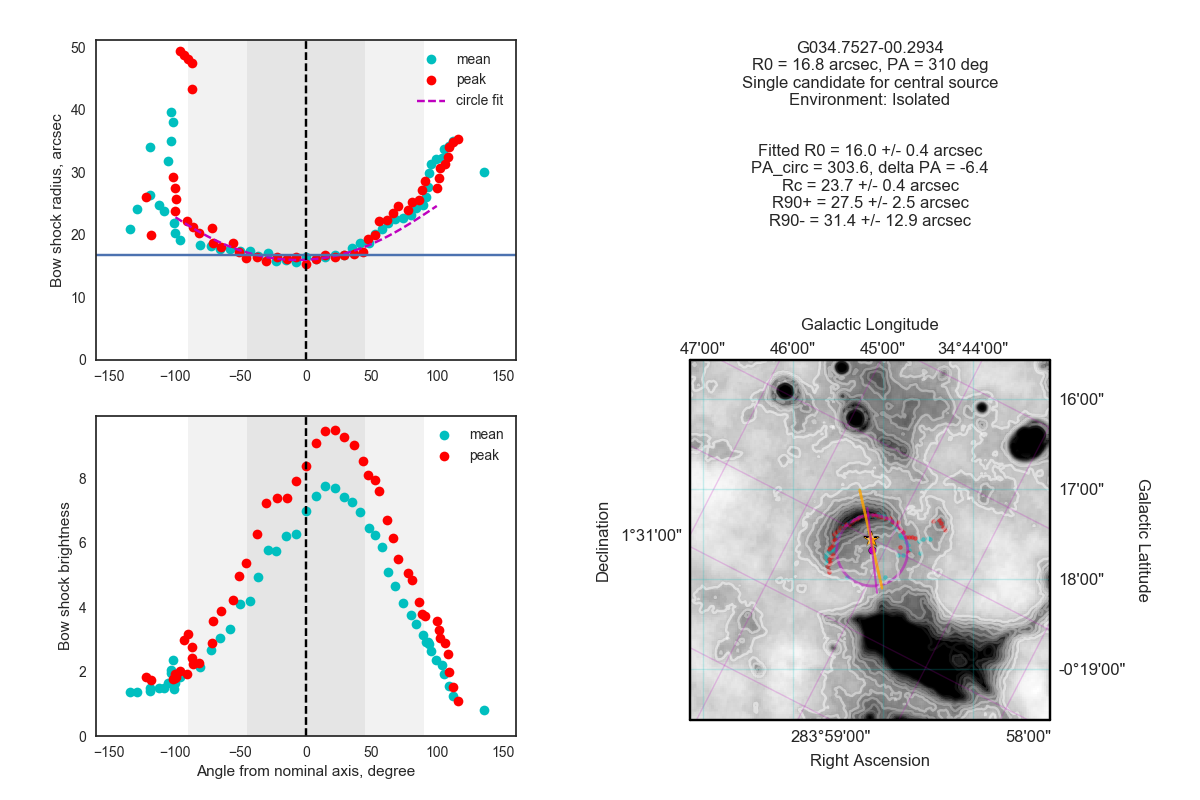 50
40
30
20
10
0
Bow shock radius, arcsec
mean
peak
circle fit
−150
−100
−50
0
50
100
150
8
6
4
2
0
Bow shock brightness
mean
peak
−150
−100
−50
0
50
100
150
Angle from nominal axis, degree
G034.7527-00.2934
R0 = 16.8 arcsec, PA = 310 deg
Single candidate for central source
Environment: Isolated
Fitted R0 = 16.0 +/- 0.4 arcsec
PA_circ = 303.6, delta PA = -6.4
Rc = 23.7 +/- 0.4 arcsec
R90+ = 27.5 +/- 2.5 arcsec
R90- = 31.4 +/- 12.9 arcsec
Galactic Longitude
47'00"
46'00"
45'00"
34°44'00"
16'00"
17'00"
18'00"
-0°19'00"
Galactic Latitude
Declination
1°31'00"
283°59'00"
58'00"
Right Ascension